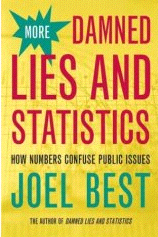 MORE
DAMNED
LIES AND
STATISTICS
HOW NUMBERS CONFUSE PUBLIC ISSUES
JOEL BEST
THE AUTHOR OF DAMNED LIES AND STATISTICS